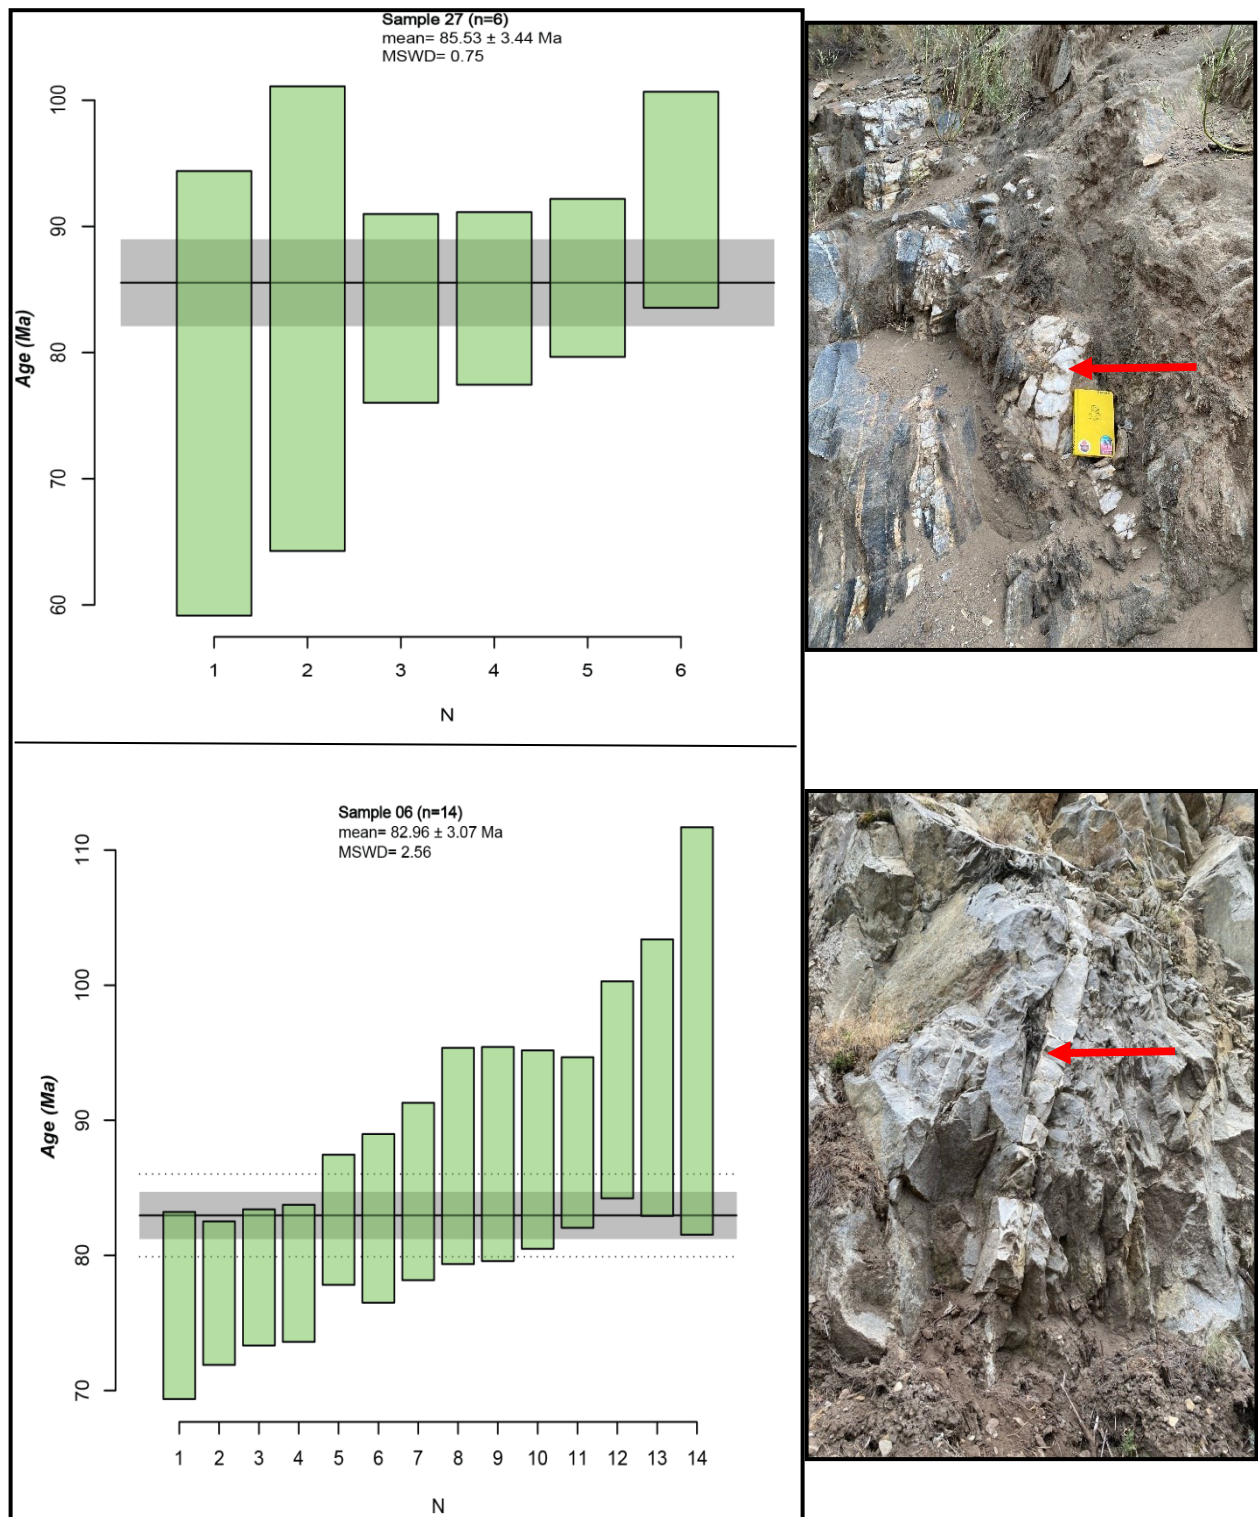 Sample 27 (n=6)
mean= 85.53 ± 3.44 Ma
MSWD= 0.75
100
90
80
70
60
Age (Ma)
1 2 3 4 5 6
N
Sample 06 (n=14)
mean= 82.96 ± 3.07 Ma
MSWD= 2.56
110
100
90
80
70
Age (Ma)
1 2 3 4 5 6 7 8 9 10 11 12 13 14
N